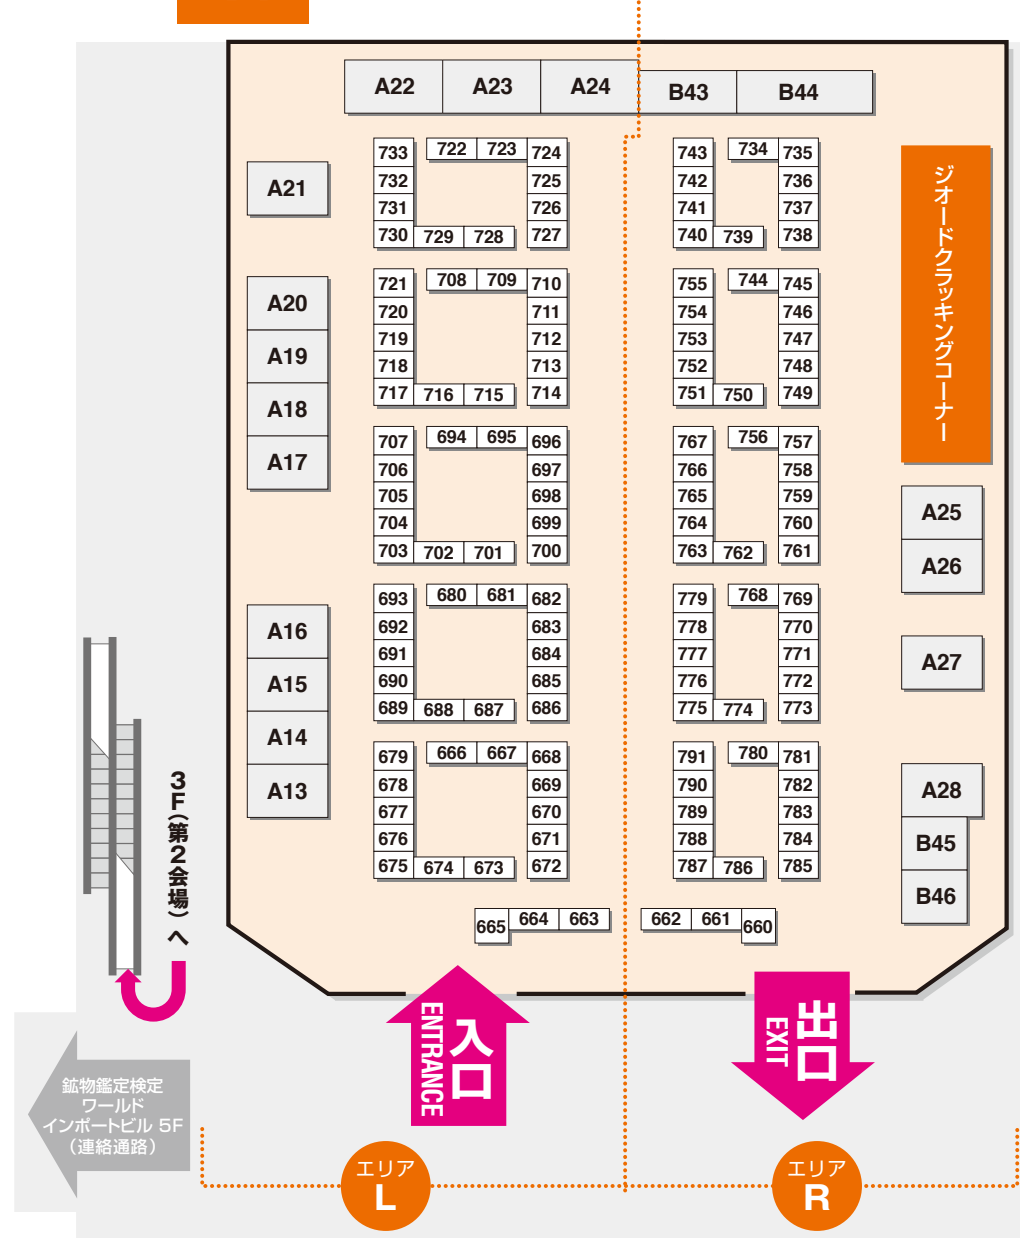 A22 A23 A24 B43 B44
A21
733 722 723 724
732 725
731 726
730 729 728 727
743 734 735
742 736
741 737
740 739 738
ジオードクラッキングコーナー
A20
A19
A18
A17
721 708 709 710
720 711
719 712
718 713
717 716 715 714
755 744 745
754 746
753 747
752 748
751 750 749
707 694 695 696
706 697
705 698
704 699
703 702 701 700
767 756 757
766 758
765 759
764 760
763 762 761
A25
A26
A16
A15
A14
A13
693 680 681 682
692 683
691 684
690 685
689 688 687 686
779 768 769
778 770
777 771
776 772
775 774 773
A27
679 666 667 668
678 669
677 670
676 671
675 674 673 672
791 780 781
790 782
789 783
788 784
787 786 785
A28
B45
B46
665 664 663
662 661 660
3F(第2会場)へ
入口
ENTRANCE
出口
EXIT
鉱物鑑定検定
ワールド
インポートビル 5F
(連絡通路)
エリア
L
エリア
R